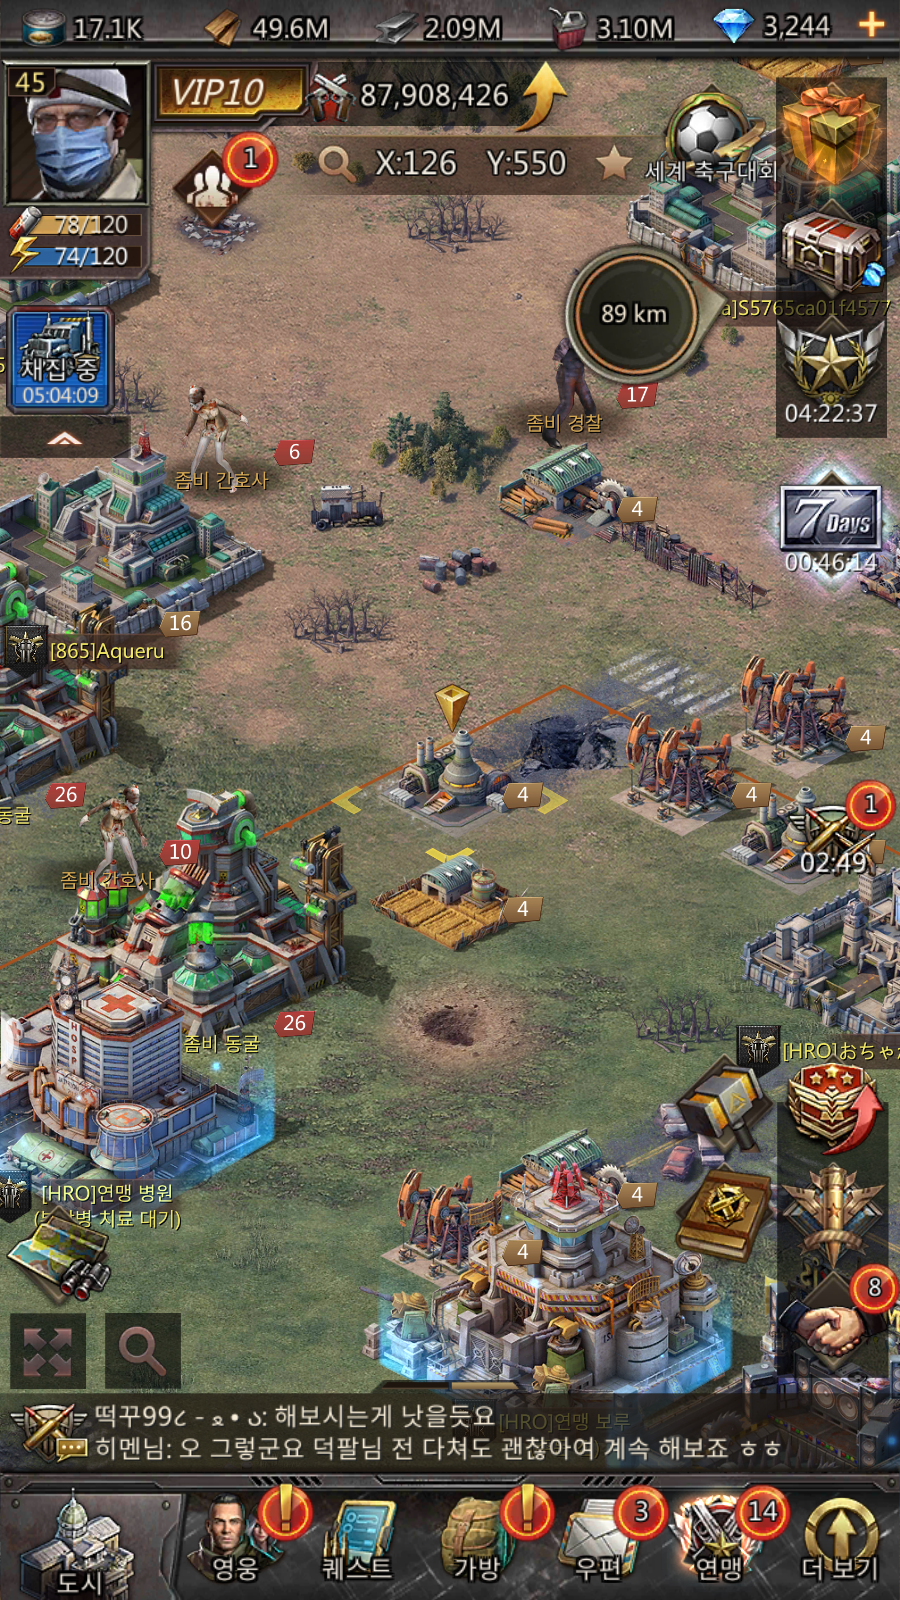 17.1K 49.6M 2.09M 3.10M 3,244
45
VIP10
87,908,426
1
X:126 Y:550
세계 축구대회
78/120
74/120
89 km
a]S5765ca01f4577
채집 중
05:04:09
17
좀비 경찰
04:22:37
6
좀비 간호사
4
7 Days
00:46:14
16
[865]Aqueru
4
26
4
4
1
동굴
02:49
10
좀비 간호사
4
26
좀비 동굴
HOSP
[HRO]おちゃ
[HRO]연맹 병원
치료 대기)
4
4
8
떡꾸99
해보시는게 낫을듯요
[HRO]연맹 보루
히멘님: 오 그렇군요 덕팔님 전 다쳐도 괜찮아여 계속 해보죠 ㅎㅎ
3
14
도시 영웅 퀘스트 가방 우편 연맹 더 보기